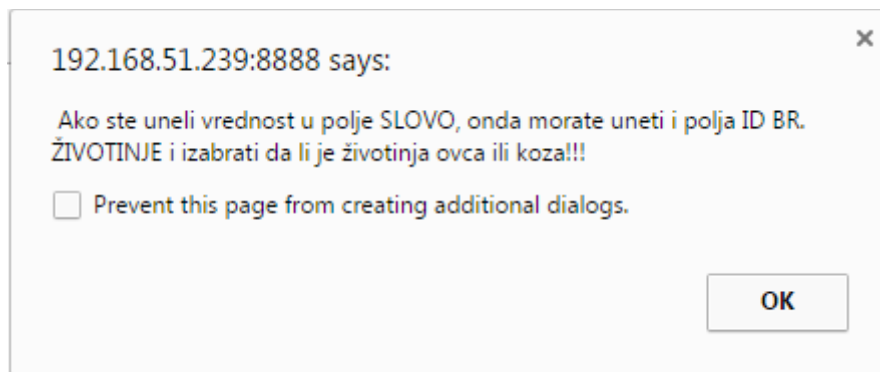 192.168.51.239:8888 says:
Ako ste uneli vrednost u polje SLOVO, onda morate uneti i polja ID BR.
ŽIVOTINJE i izabrati da li je životinja ovca ili koza!!!
Prevent this page from creating additional dialogs.
OK